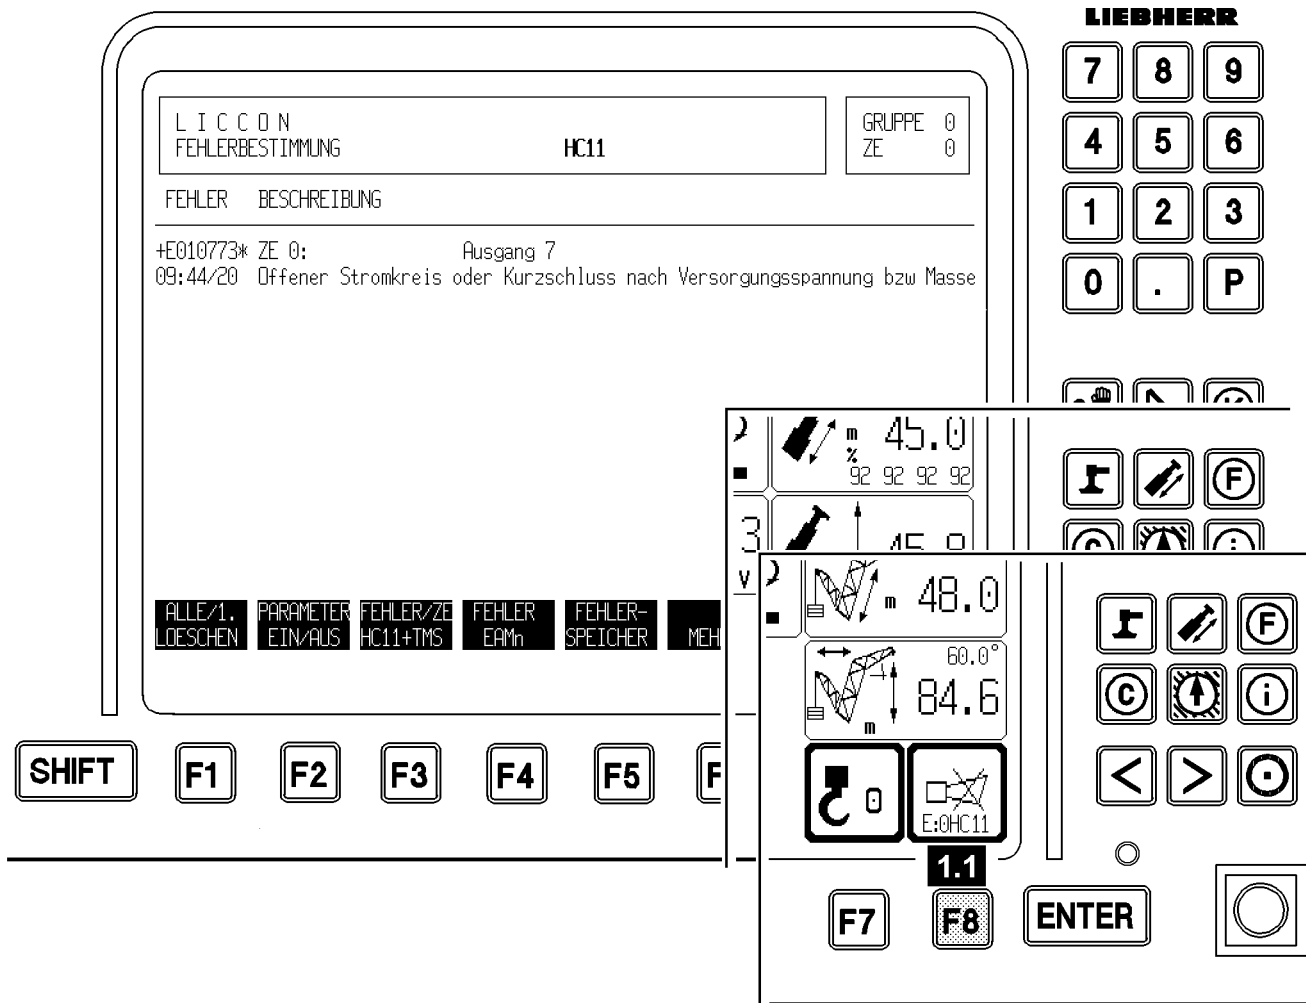 LIEBHERR
7 8 9
4 5 6
1 2 3
0 . P
LICCON
FEHLERBESTIMMUNG HC11
GRUPPE 0
ZE 0
FEHLER BESCHREIBUNG
+E010773* ZE 0: Ausgang 7
09:44/20 Offener Stromkreis oder Kurzschluss nach Versorgungsspannung bzw Masse
ALLE/1. LOESCHEN
PARAMETER EIN/AUS
FEHLER/ZE HC11+TMS
FEHLER EAMn
FEHLER- SPEICHER
MEH
SHIFT F1 F2 F3 F4 F5 F
m 45.0
%
92 92 92 92
3
V
F
C i
m 48.0
60.0°
84.6
m
0
E:0HC11
1.1
F7 F8 ENTER
F
C i
< >